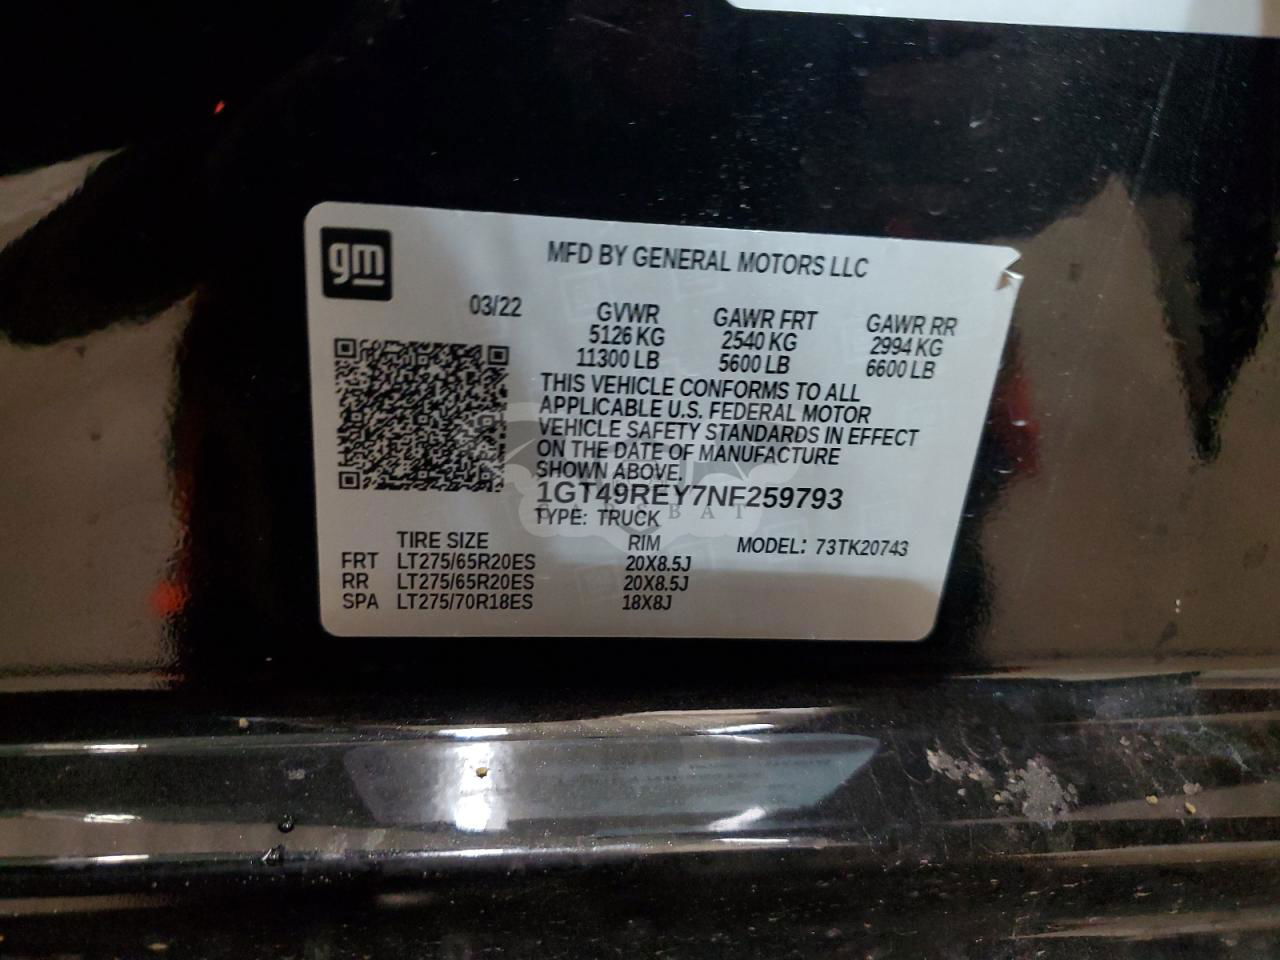 gm
MFD BY GENERAL MOTORS LLC
03/22
GVWR GAWR FRT GAWR RR
5126 KG 2540 KG 2994 KG
11300 LB 5600 LB 6600 LB
THIS VEHICLE CONFORMS TO ALL
APPLICABLE U.S. FEDERAL MOTOR
VEHICLE SAFETY STANDARDS IN EFFECT
ON THE DATE OF MANUFACTURE
SHOWN ABOVE.
1GT49REY7NF259793
CARSBAT
TYPE: TRUCK
MODEL: 73TK20743
TIRE SIZE RIM
FRT LT275/65R20ES 20X8.5J
RR LT275/65R20ES 20X8.5J
SPA LT275/70R18ES 18X8J